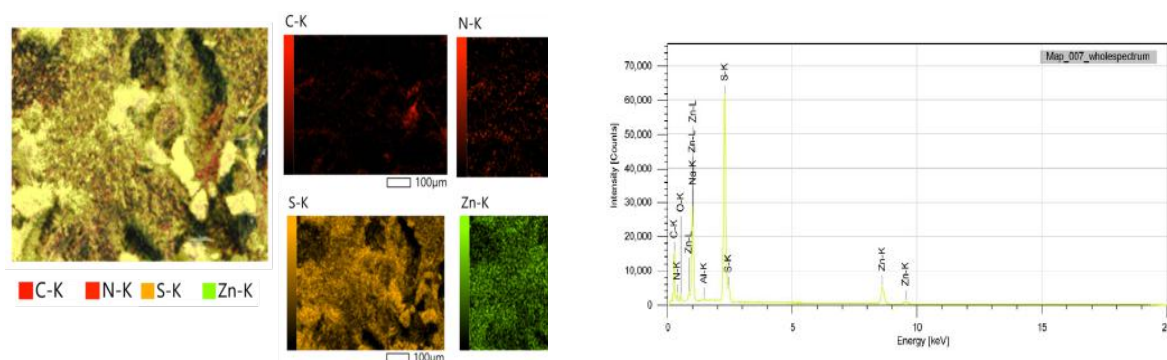 C-K
N-K
100μm
S-K
Zn-K
100μm
C-K N-K S-K Zn-K
Map_007_wholespectrum
Intensity [Counts]
70,000
60,000
50,000
40,000
30,000
20,000
10,000
0
C-K
N-K
O-K
Zn-L
Na-K Zn-L Zn-L
Al-K
S-K
S-K
Zn-K
Zn-K
0 5 10 15 2
Energy [keV]